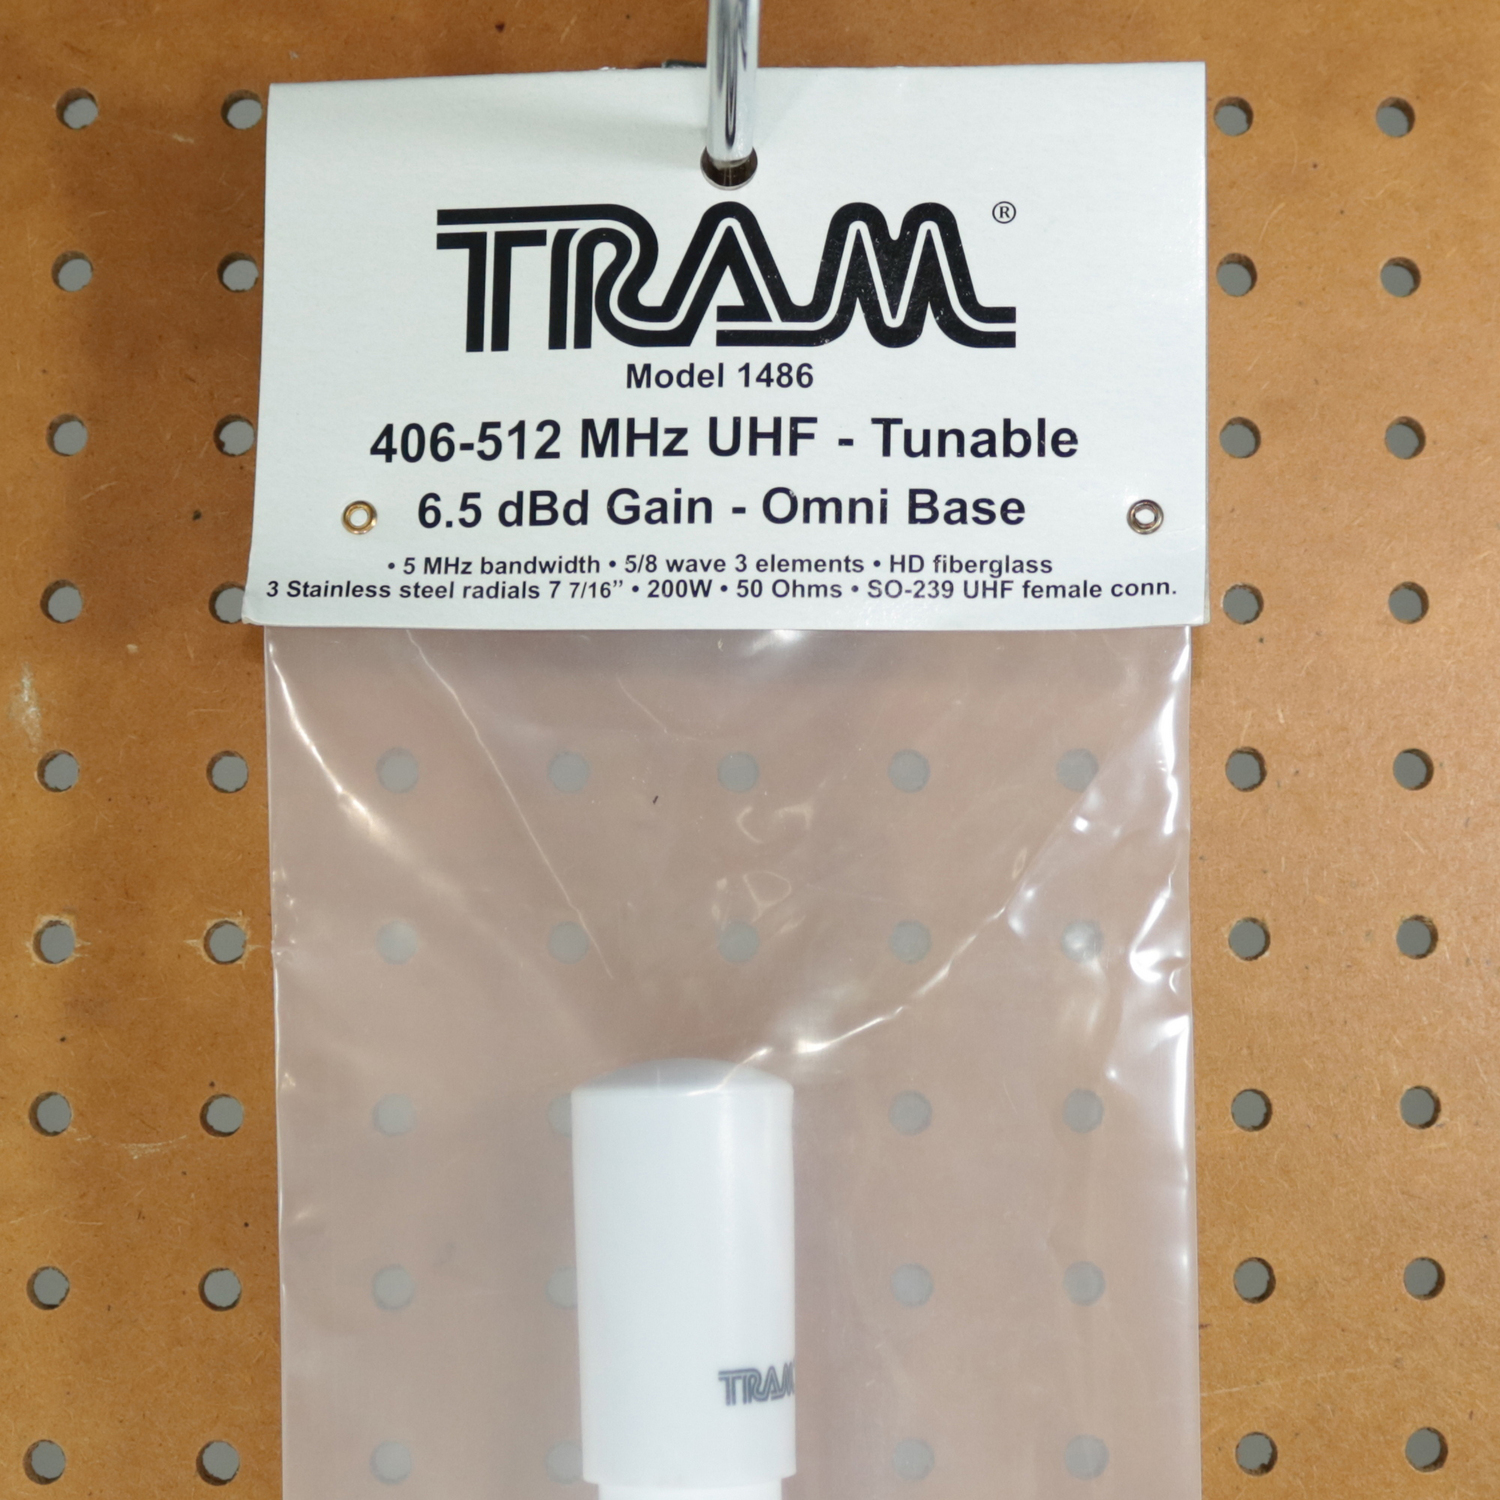 TRAM®
Model 1486
406-512 MHz UHF - Tunable
6.5 dBd Gain - Omni Base
• 5 MHz bandwidth • 5/8 wave 3 elements • HD fiberglass
3 Stainless steel radials 7 7/16” • 200W • 50 Ohms • SO-239 UHF female conn.
TRAM